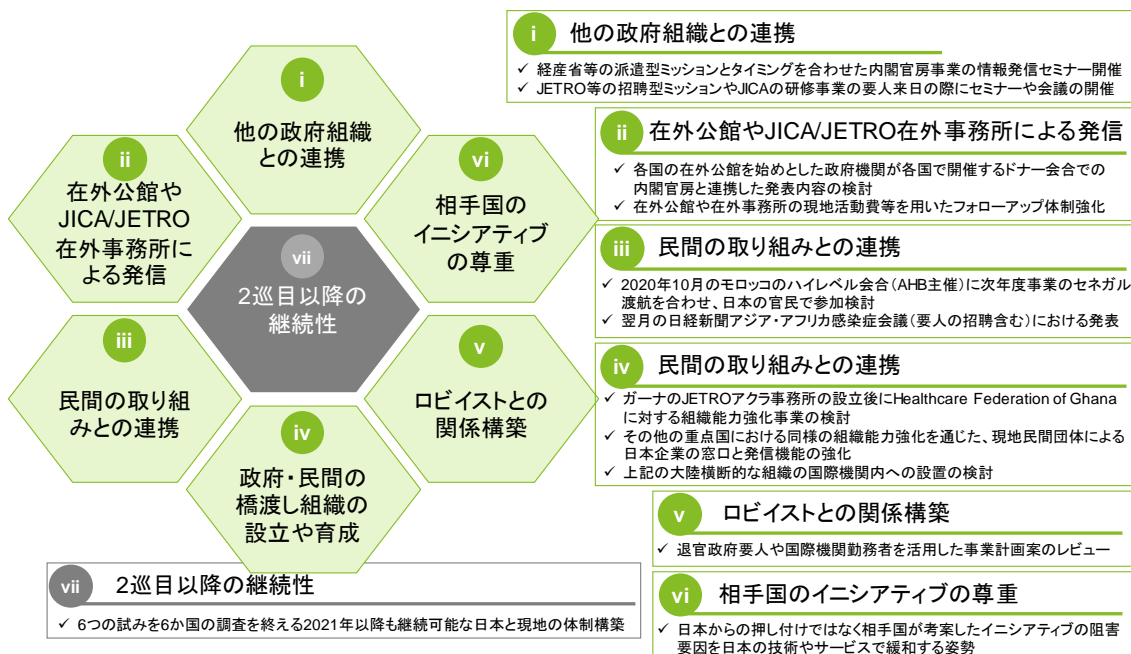 i
他の政府組織
との連携
ii
在外公館や
JICA/JETRO
在外事務所に
よる発信
vi
相手国の
イニシアティブ
の尊重
vii
2巡目以降の
継続性
iii
民間の取り組
みとの連携
v
ロビイストとの
関係構築
iv
政府・民間の
橋渡し組織の
設立や育成
i 他の政府組織との連携
✓ 経産省等の派遣型ミッションとタイミングを合わせた内閣官房事業の情報発信セミナー開催
✓ JETRO等の招聘型ミッションやJICAの研修事業の要人来日の際にセミナーや会議の開催
ii 在外公館やJICA/JETRO在外事務所による発信
✓ 各国の在外公館を始めとした政府機関が各国で開催するドナー会合での
内閣官房と連携した発表内容の検討
✓ 在外公館や在外事務所の現地活動費等を用いたフォローアップ体制強化
iii 民間の取り組みとの連携
✓ 2020年10月のモロッコのハイレベル会合(AHB主催)に次年度事業のセネガル
渡航を合わせ、日本の官民で参加検討
✓ 翌月の日経新聞アジア・アフリカ感染症会議(要人の招聘含む)における発表
iv 民間の取り組みとの連携
✓ ガーナのJETROアクラ事務所の設立後にHealthcare Federation of Ghana
に対する組織能力強化事業の検討
✓ その他の重点国における同様の組織能力強化を通じた、現地民間団体による
日本企業の窓口と発信機能の強化
✓ 上記の大陸横断的な組織の国際機関内への設置の検討
v ロビイストとの関係構築
✓ 退官政府要人や国際機関勤務者を活用した事業計画案のレビュー
vi 相手国のイニシアティブの尊重
✓ 日本からの押し付けではなく相手国が考案したイニシアティブの阻害
要因を日本の技術やサービスで緩和する姿勢
vii 2巡目以降の継続性
✓ 6つの試みを6か国の調査を終える2021年以降も継続可能な日本と現地の体制構築